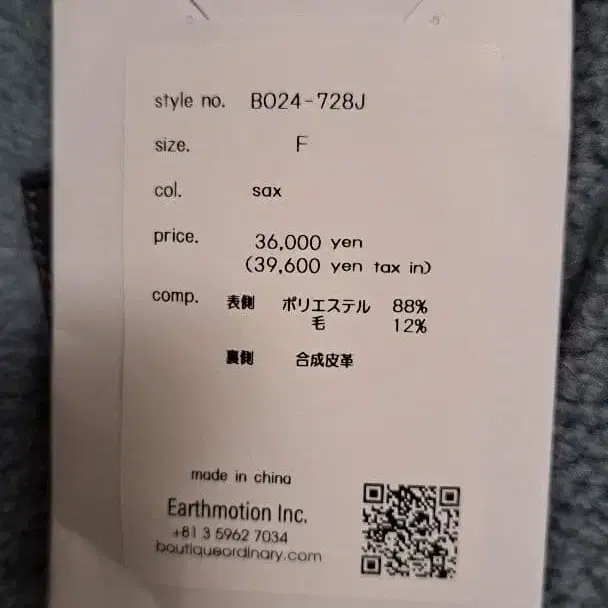 style no. BO24-728J
size. F
col. sax
price. 36,000 yen
(39,600 yen tax in)
comp. 表側 ポリエステル 88%
毛 12%
裏側 合成皮革
made in china
Earthmotion Inc.
+81 3 5962 7034
boutiqueordinary.com